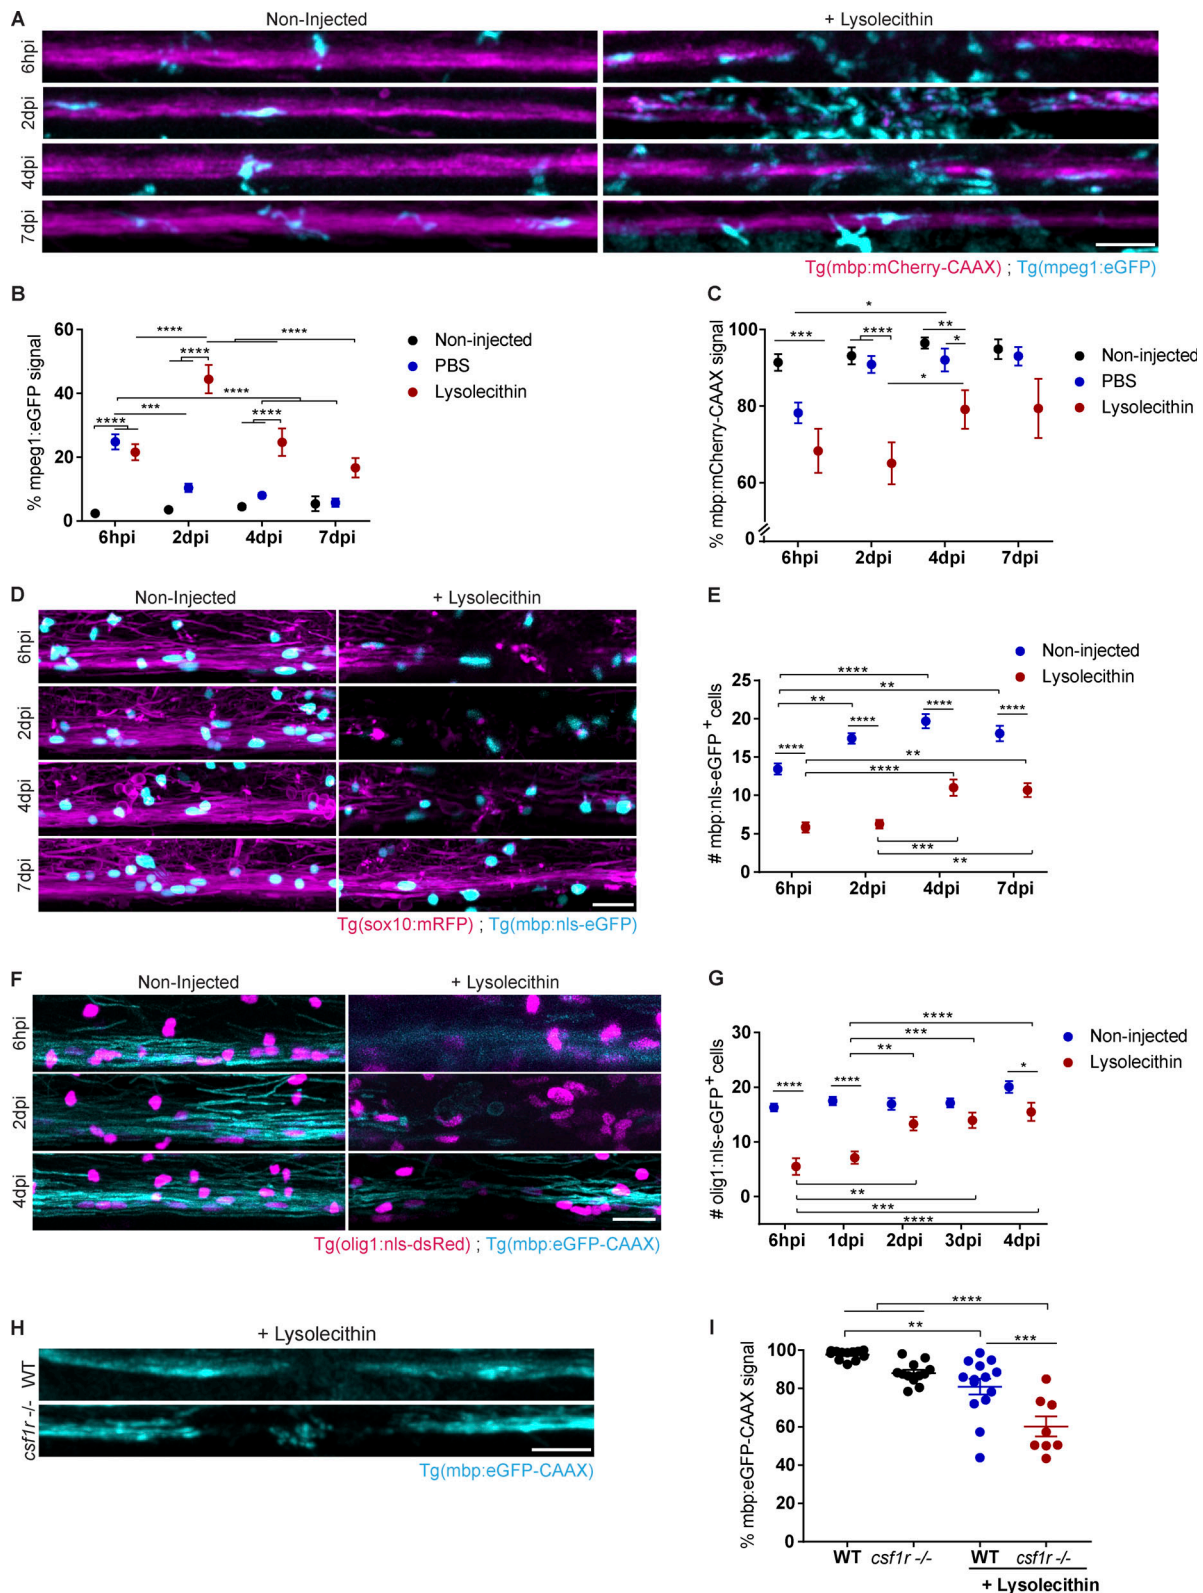 A
Non-Injected
+ Lysolecithin
6hpi
2dpi
4dpi
7dpi
Tg(mbp:mCherry-CAAX) ; Tg(mpeg1:eGFP)
B
% mpeg1:eGFP signal
60
40
20
0
6hpi 2dpi 4dpi 7dpi
**** **** **** **** *** **** ****
Non-injected
PBS
Lysolecithin
C
% mbp:mCherry-CAAX signal
100
80
60
0
6hpi 2dpi 4dpi 7dpi
* *** **** ** * *
Non-injected
PBS
Lysolecithin
D
Non-Injected
+ Lysolecithin
6hpi
2dpi
4dpi
7dpi
Tg(sox10:mRFP) ; Tg(mbp:nls-eGFP)
E
# mbp:nls-eGFP+ cells
25
20
15
10
5
0
6hpi 2dpi 4dpi 7dpi
**** ** ** **** **** **** **** ** **** *** **
Non-injected
Lysolecithin
F
Non-Injected
+ Lysolecithin
6hpi
2dpi
4dpi
Tg(olig1:nls-dsRed) ; Tg(mbp:eGFP-CAAX)
G
# olig1:nls-eGFP+ cells
30
20
10
0
6hpi 1dpi 2dpi 3dpi 4dpi
**** *** ** **** **** * ** *** ****
Non-injected
Lysolecithin
H
+ Lysolecithin
WT
csf1r -/-
Tg(mbp:eGFP-CAAX)
I
% mbp:eGFP-CAAX signal
100
80
60
40
20
0
**** ** ***
WT csf1r -/- WT csf1r -/-
+ Lysolecithin